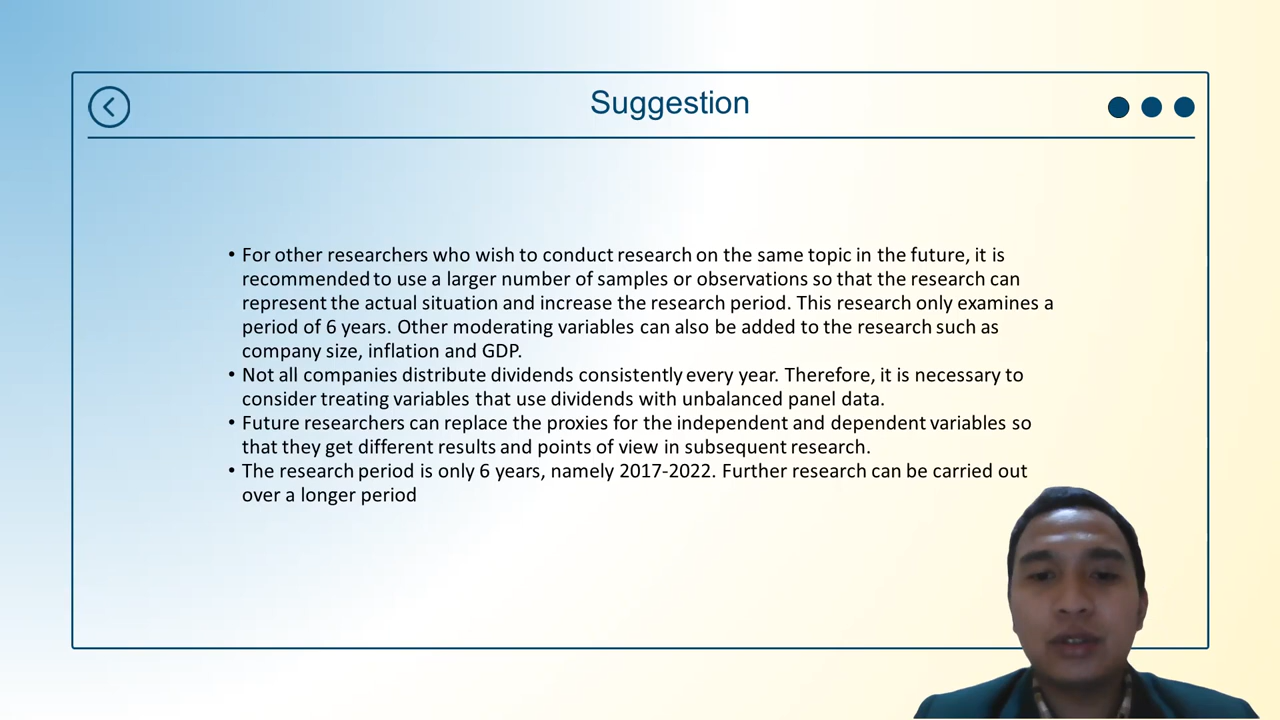 Suggestion
• For other researchers who wish to conduct research on the same topic in the future, it is
recommended to use a larger number of samples or observations so that the research can
represent the actual situation and increase the research period. This research only examines a
period of 6 years. Other moderating variables can also be added to the research such as
company size, inflation and GDP.
• Not all companies distribute dividends consistently every year. Therefore, it is necessary to
consider treating variables that use dividends with unbalanced panel data.
• Future researchers can replace the proxies for the independent and dependent variables so
that they get different results and points of view in subsequent research.
• The research period is only 6 years, namely 2017-2022. Further research can be carried out
over a longer period